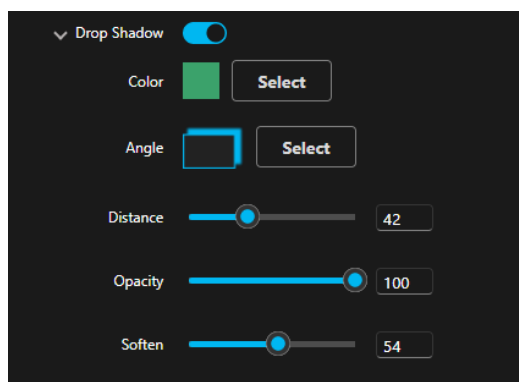 Drop Shadow
Color Select
Angle Select
Distance 42
Opacity 100
Soften 54